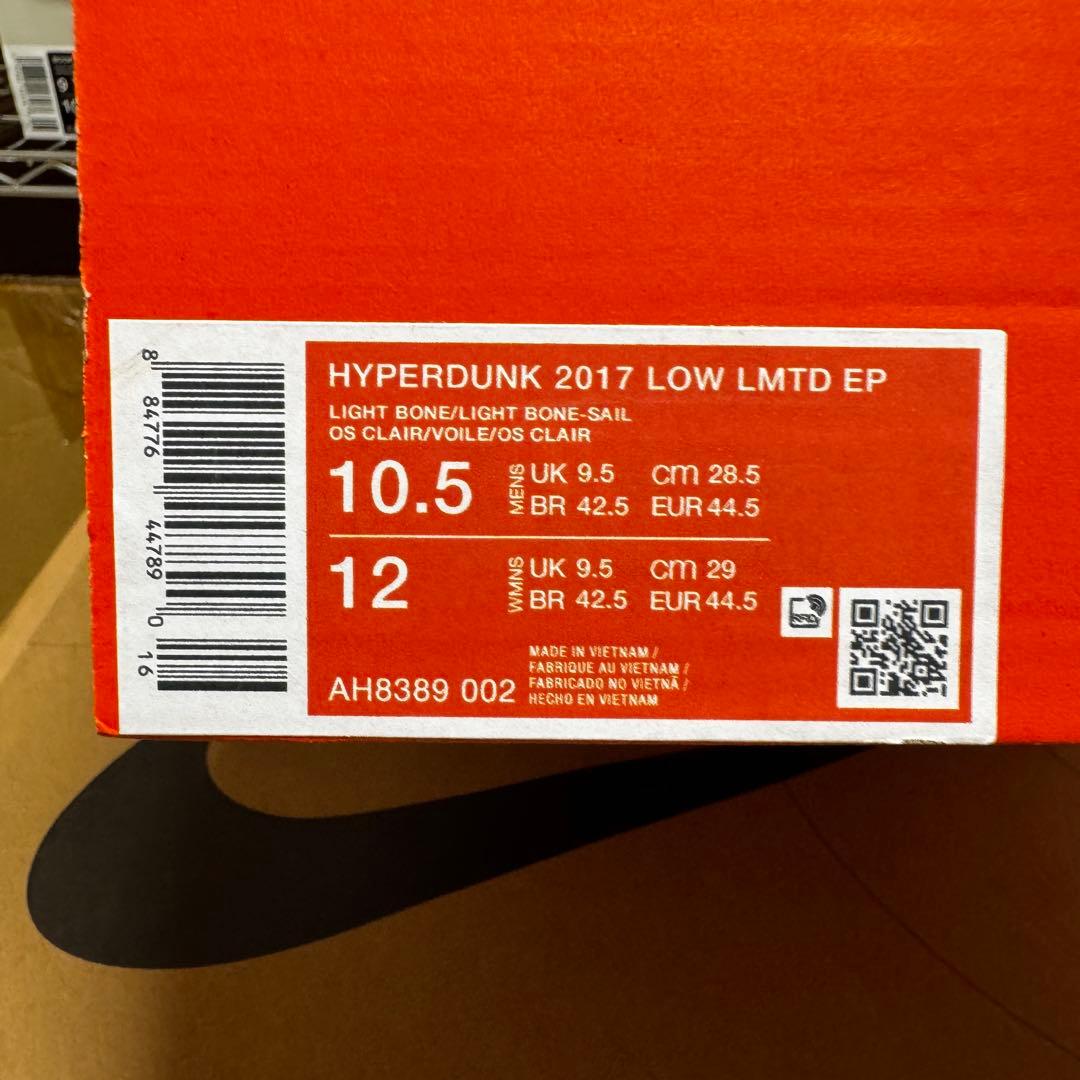 8 84776 44789 0 16
HYPERDUNK 2017 LOW LMTD EP
LIGHT BONE/LIGHT BONE-SAIL
OS CLAIR/VOILE/OS CLAIR
10.5 MENS UK 9.5 cm 28.5
BR 42.5 EUR 44.5
12 WMNS UK 9.5 cm 29
BR 42.5 EUR 44.5
MADE IN VIETNAM /
FABRIQUE AU VIETNAM /
FABRICADO NO VIETNÃ /
HECHO EN VIETNAM
AH8389 002